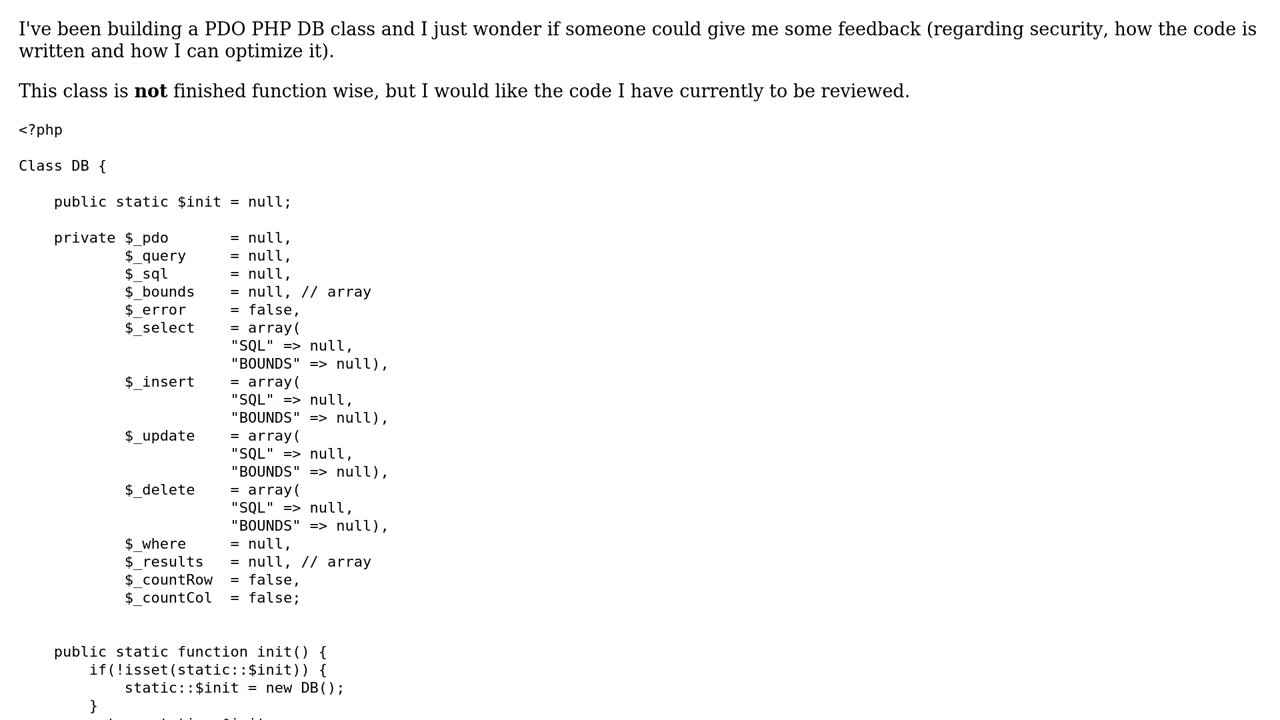 I've been building a PDO PHP DB class and I just wonder if someone could give me some feedback (regarding security, how the code is
written and how I can optimize it).
This class is not finished function wise, but I would like the code I have currently to be reviewed.
<?php
Class DB {
    public static $init = null;
    private $_pdo       = null,
            $_query     = null,
            $_sql       = null,
            $_bounds    = null, // array
            $_error     = false,
            $_select    = array(
                        "SQL" => null,
                        "BOUNDS" => null),
            $_insert    = array(
                        "SQL" => null,
                        "BOUNDS" => null),
            $_update    = array(
                        "SQL" => null,
                        "BOUNDS" => null),
            $_delete    = array(
                        "SQL" => null,
                        "BOUNDS" => null),
            $_where     = null,
            $_results   = null, // array
            $_countRow  = false,
            $_countCol  = false;
    public static function init() {
        if(!isset(static::$init)) {
            static::$init = new DB();
        }